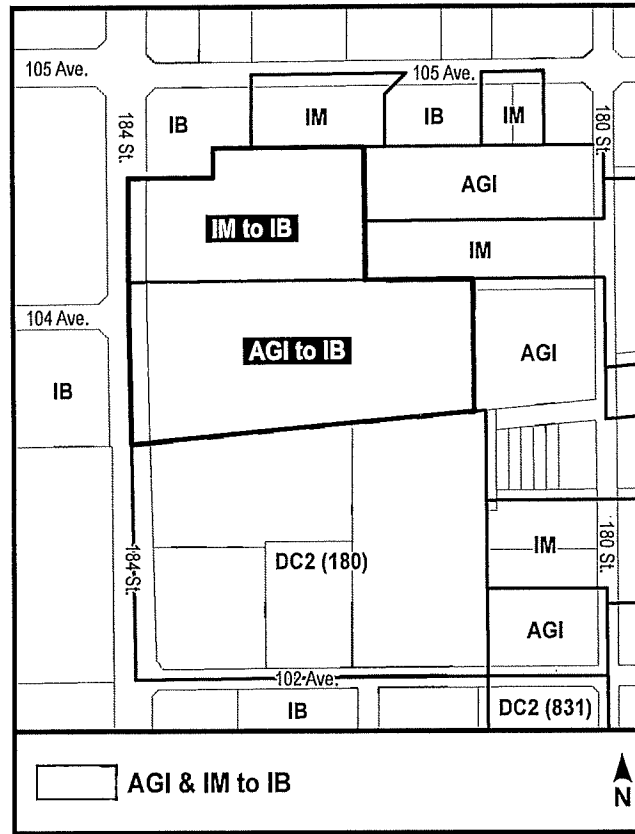 105 Ave.
105 Ave.
184 St.
IB
IM
IB
IM
180 St.
AGI
IM to IB
IM
104 Ave.
AGI to IB
AGI
IB
184 St.
DC2 (180)
IM
180 St.
AGI
102 Ave.
IB
DC2 (831)
AGI & IM to IB
N